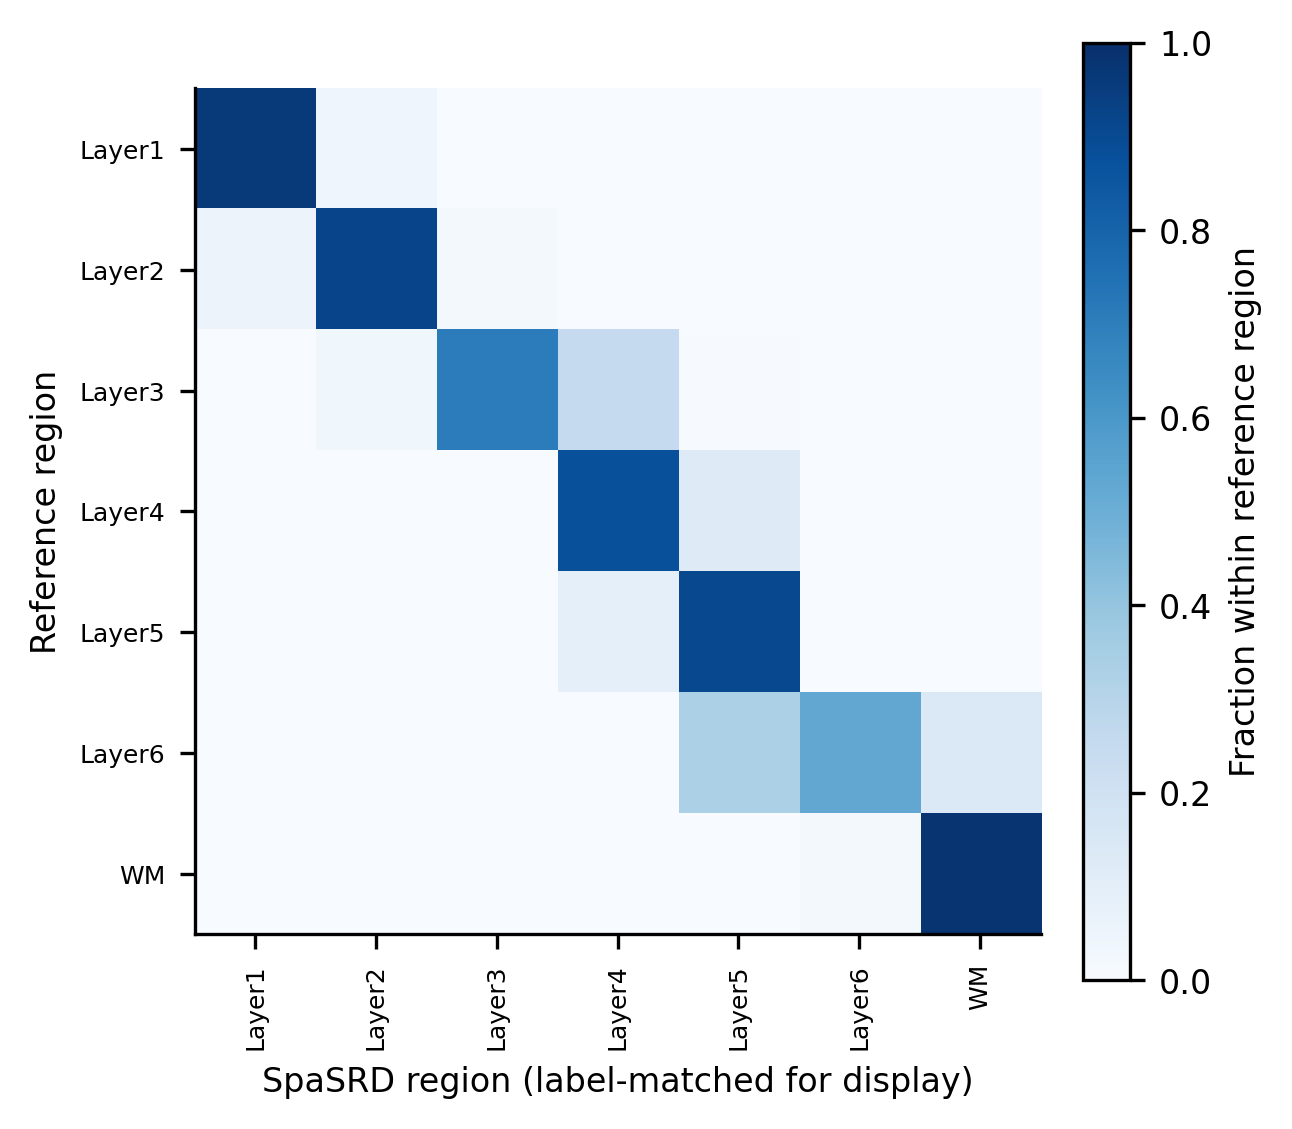 Reference region
Layer1
Layer2
Layer3
Layer4
Layer5
Layer6
WM
Layer1
Layer2
Layer3
Layer4
Layer5
Layer6
WM
SpaSRD region (label-matched for display)
1.0
0.8
0.6
0.4
0.2
0.0
Fraction within reference region